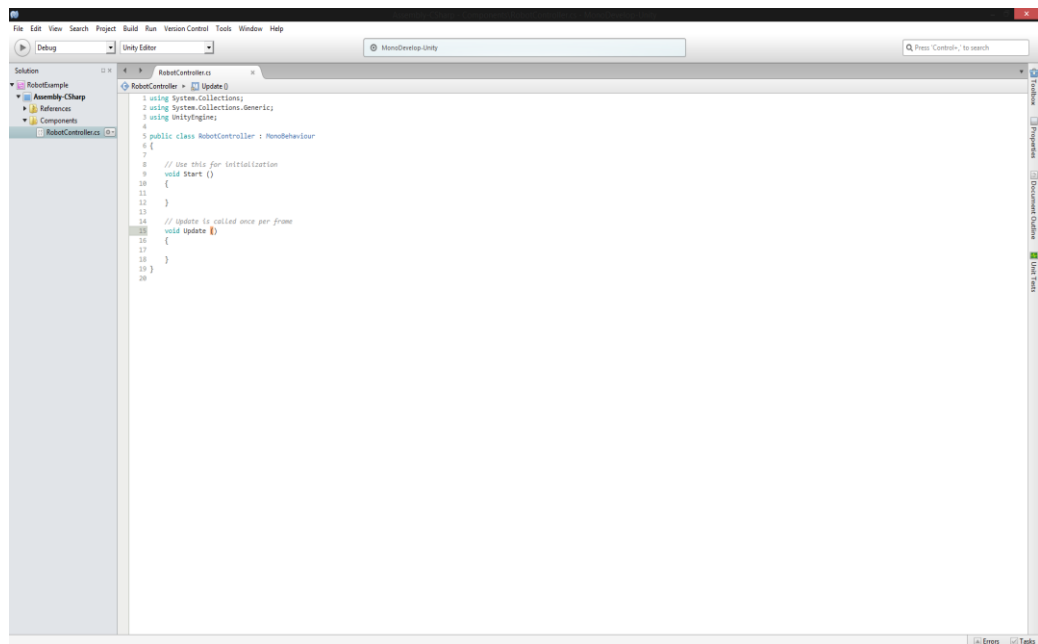 File Edit View Search Project Build Run Version Control Tools Window Help
Debug Unity Editor MonoDevelop-Unity Press 'Control+,' to search
Solution
RobotController.cs
RobotExample
RobotController Update ()
Assembly-CSharp
References
Components
RobotController.cs
1 using System.Collections;
2 using System.Collections.Generic;
3 using UnityEngine;
4
5 public class RobotController : MonoBehaviour
6 {
7
8 // Use this for initialization
9 void Start ()
10 {
11
12 }
13
14 // Update is called once per frame
15 void Update ()
16 {
17
18 }
19 }
20
Toolbox
Properties
Document Outline
Unit Tests
Errors Tasks